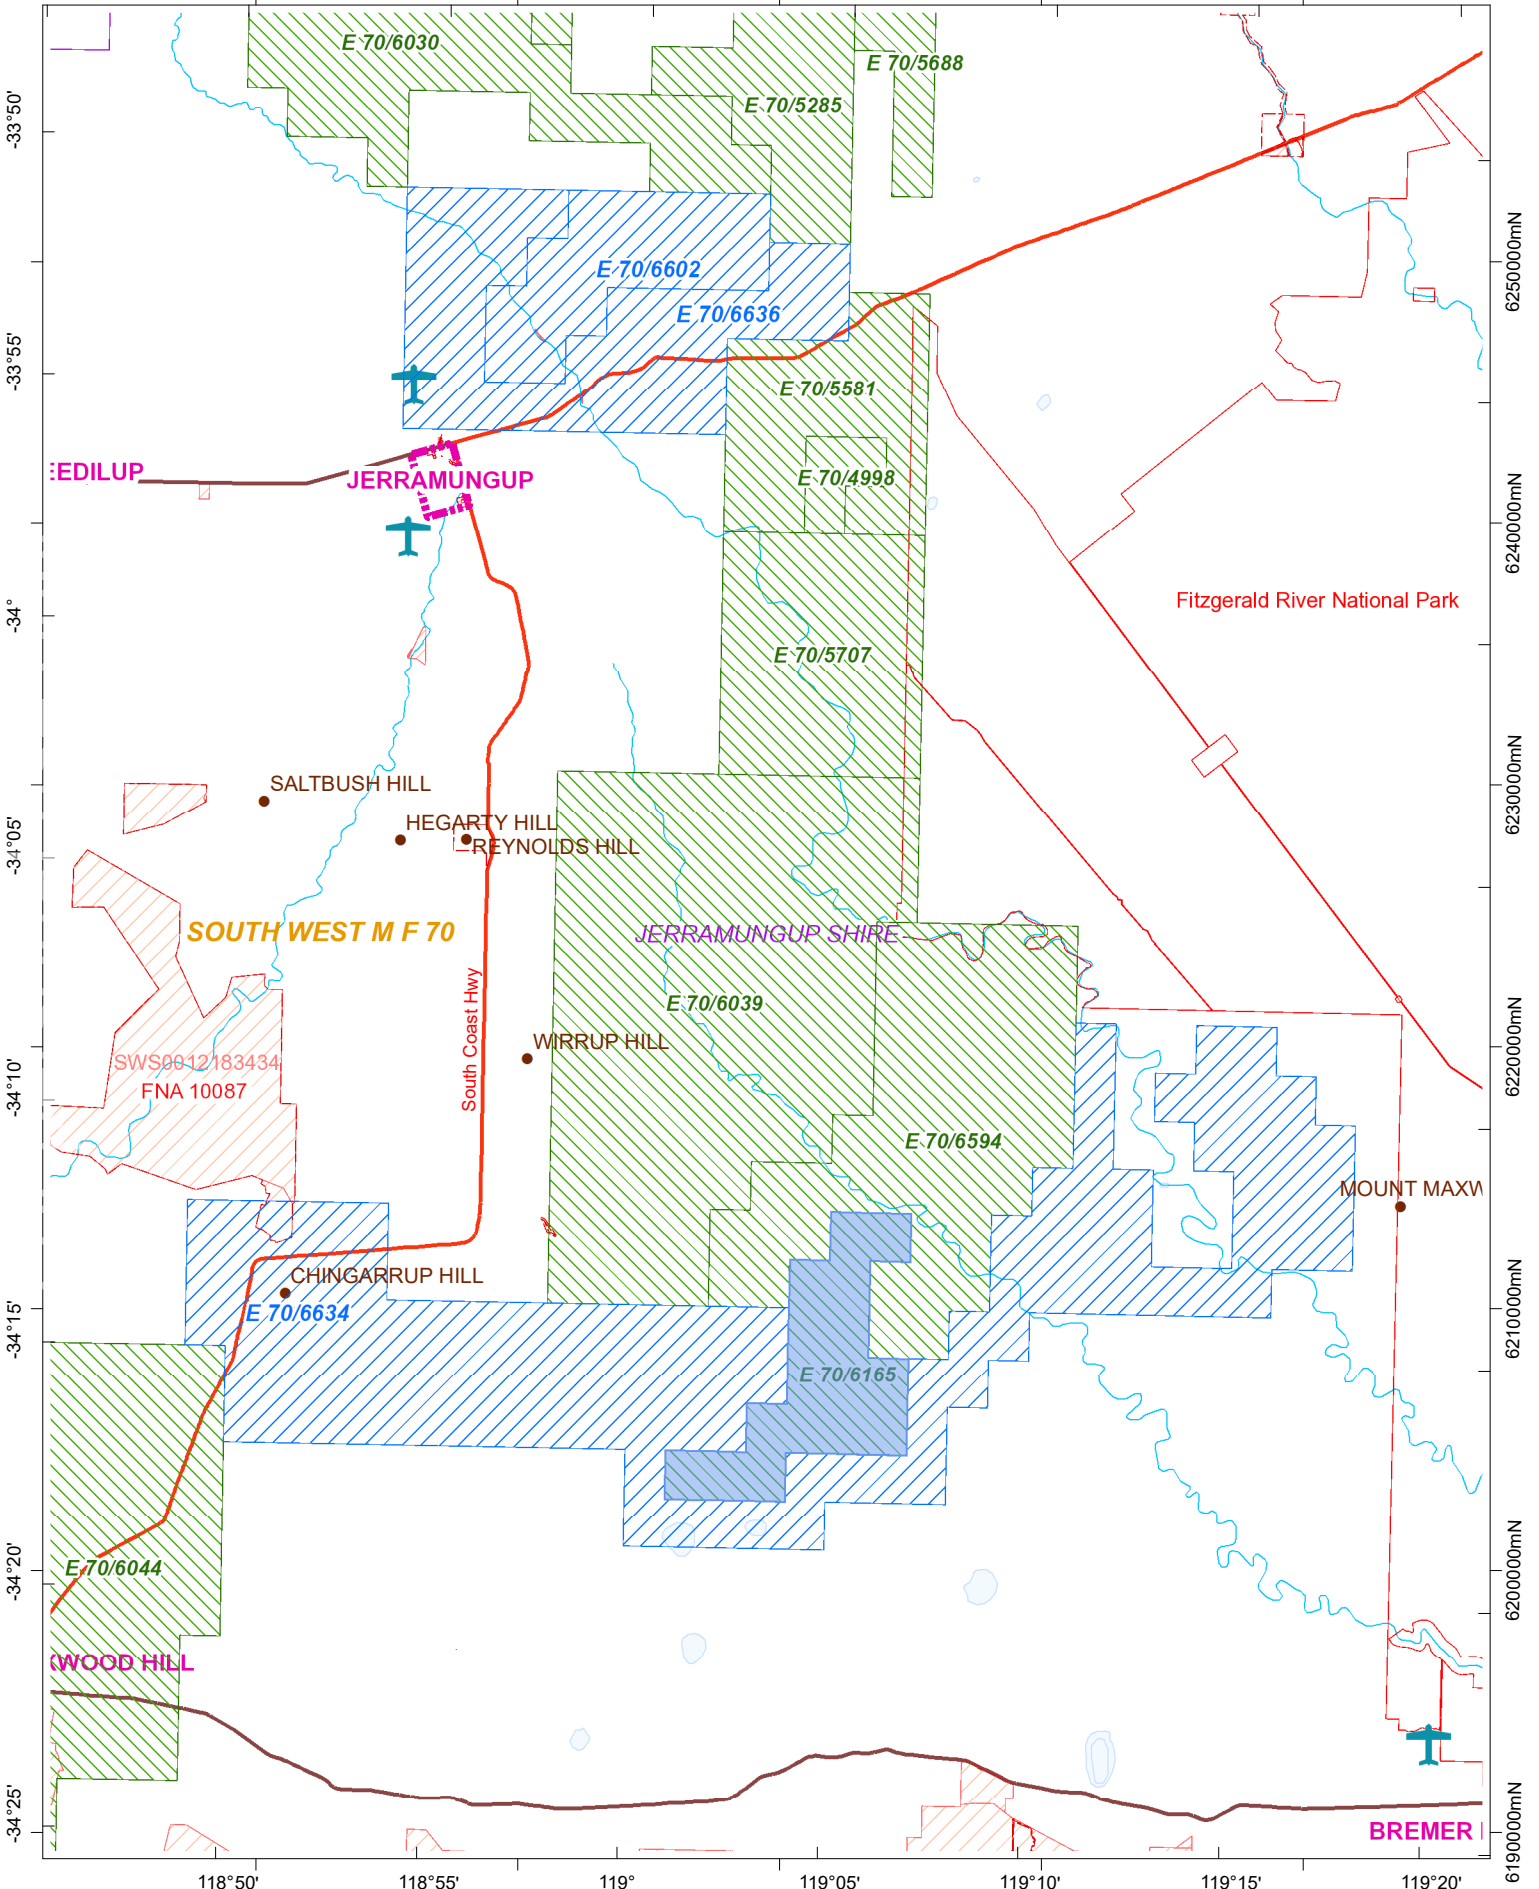 E 70/6030
E 70/5688
E 70/5285
-33°50'
E 70/6602
6250000mN
E 70/6636
-33°55'
E 70/5581
EEDILUP
JERRAMUNGUP
E 70/4998
6240000mN
-34°
Fitzgerald River National Park
E 70/5707
SALTBUSH HILL
6230000mN
HEGARTY HILL
REYNOLDS HILL
-34°05'
SOUTH WEST M F 70
JERRAMUNGUP SHIRE
E 70/6039
South Coast Hwy
WIRRUP HILL
6220000mN
SWS0012183434
FNA 10087
-34°10'
E 70/6594
MOUNT MAXW
CHINGARRUP HILL
E 70/6634
-34°15'
6210000mN
E 70/6165
E 70/6044
-34°20'
6200000mN
XWOOD HILL
-34°25'
BREMER
6190000mN
118°50'
118°55'
119°
119°05'
119°10'
119°15'
119°20'